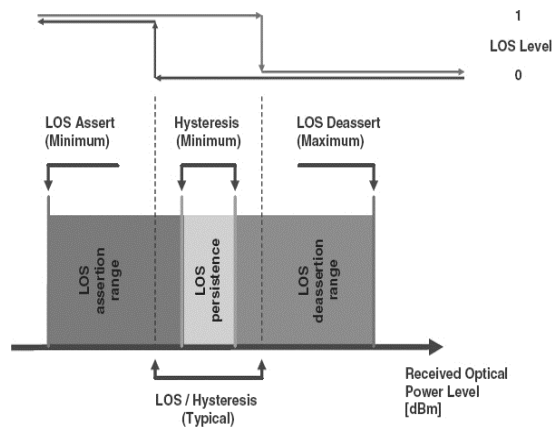 1
LOS Level
0
LOS Assert
(Minimum)
Hysteresis
(Minimum)
LOS Deassert
(Maximum)
LOS
assertion
range
LOS
persistence
LOS
deassertion
range
Received Optical
Power Level
[dBm]
LOS / Hysteresis
(Typical)